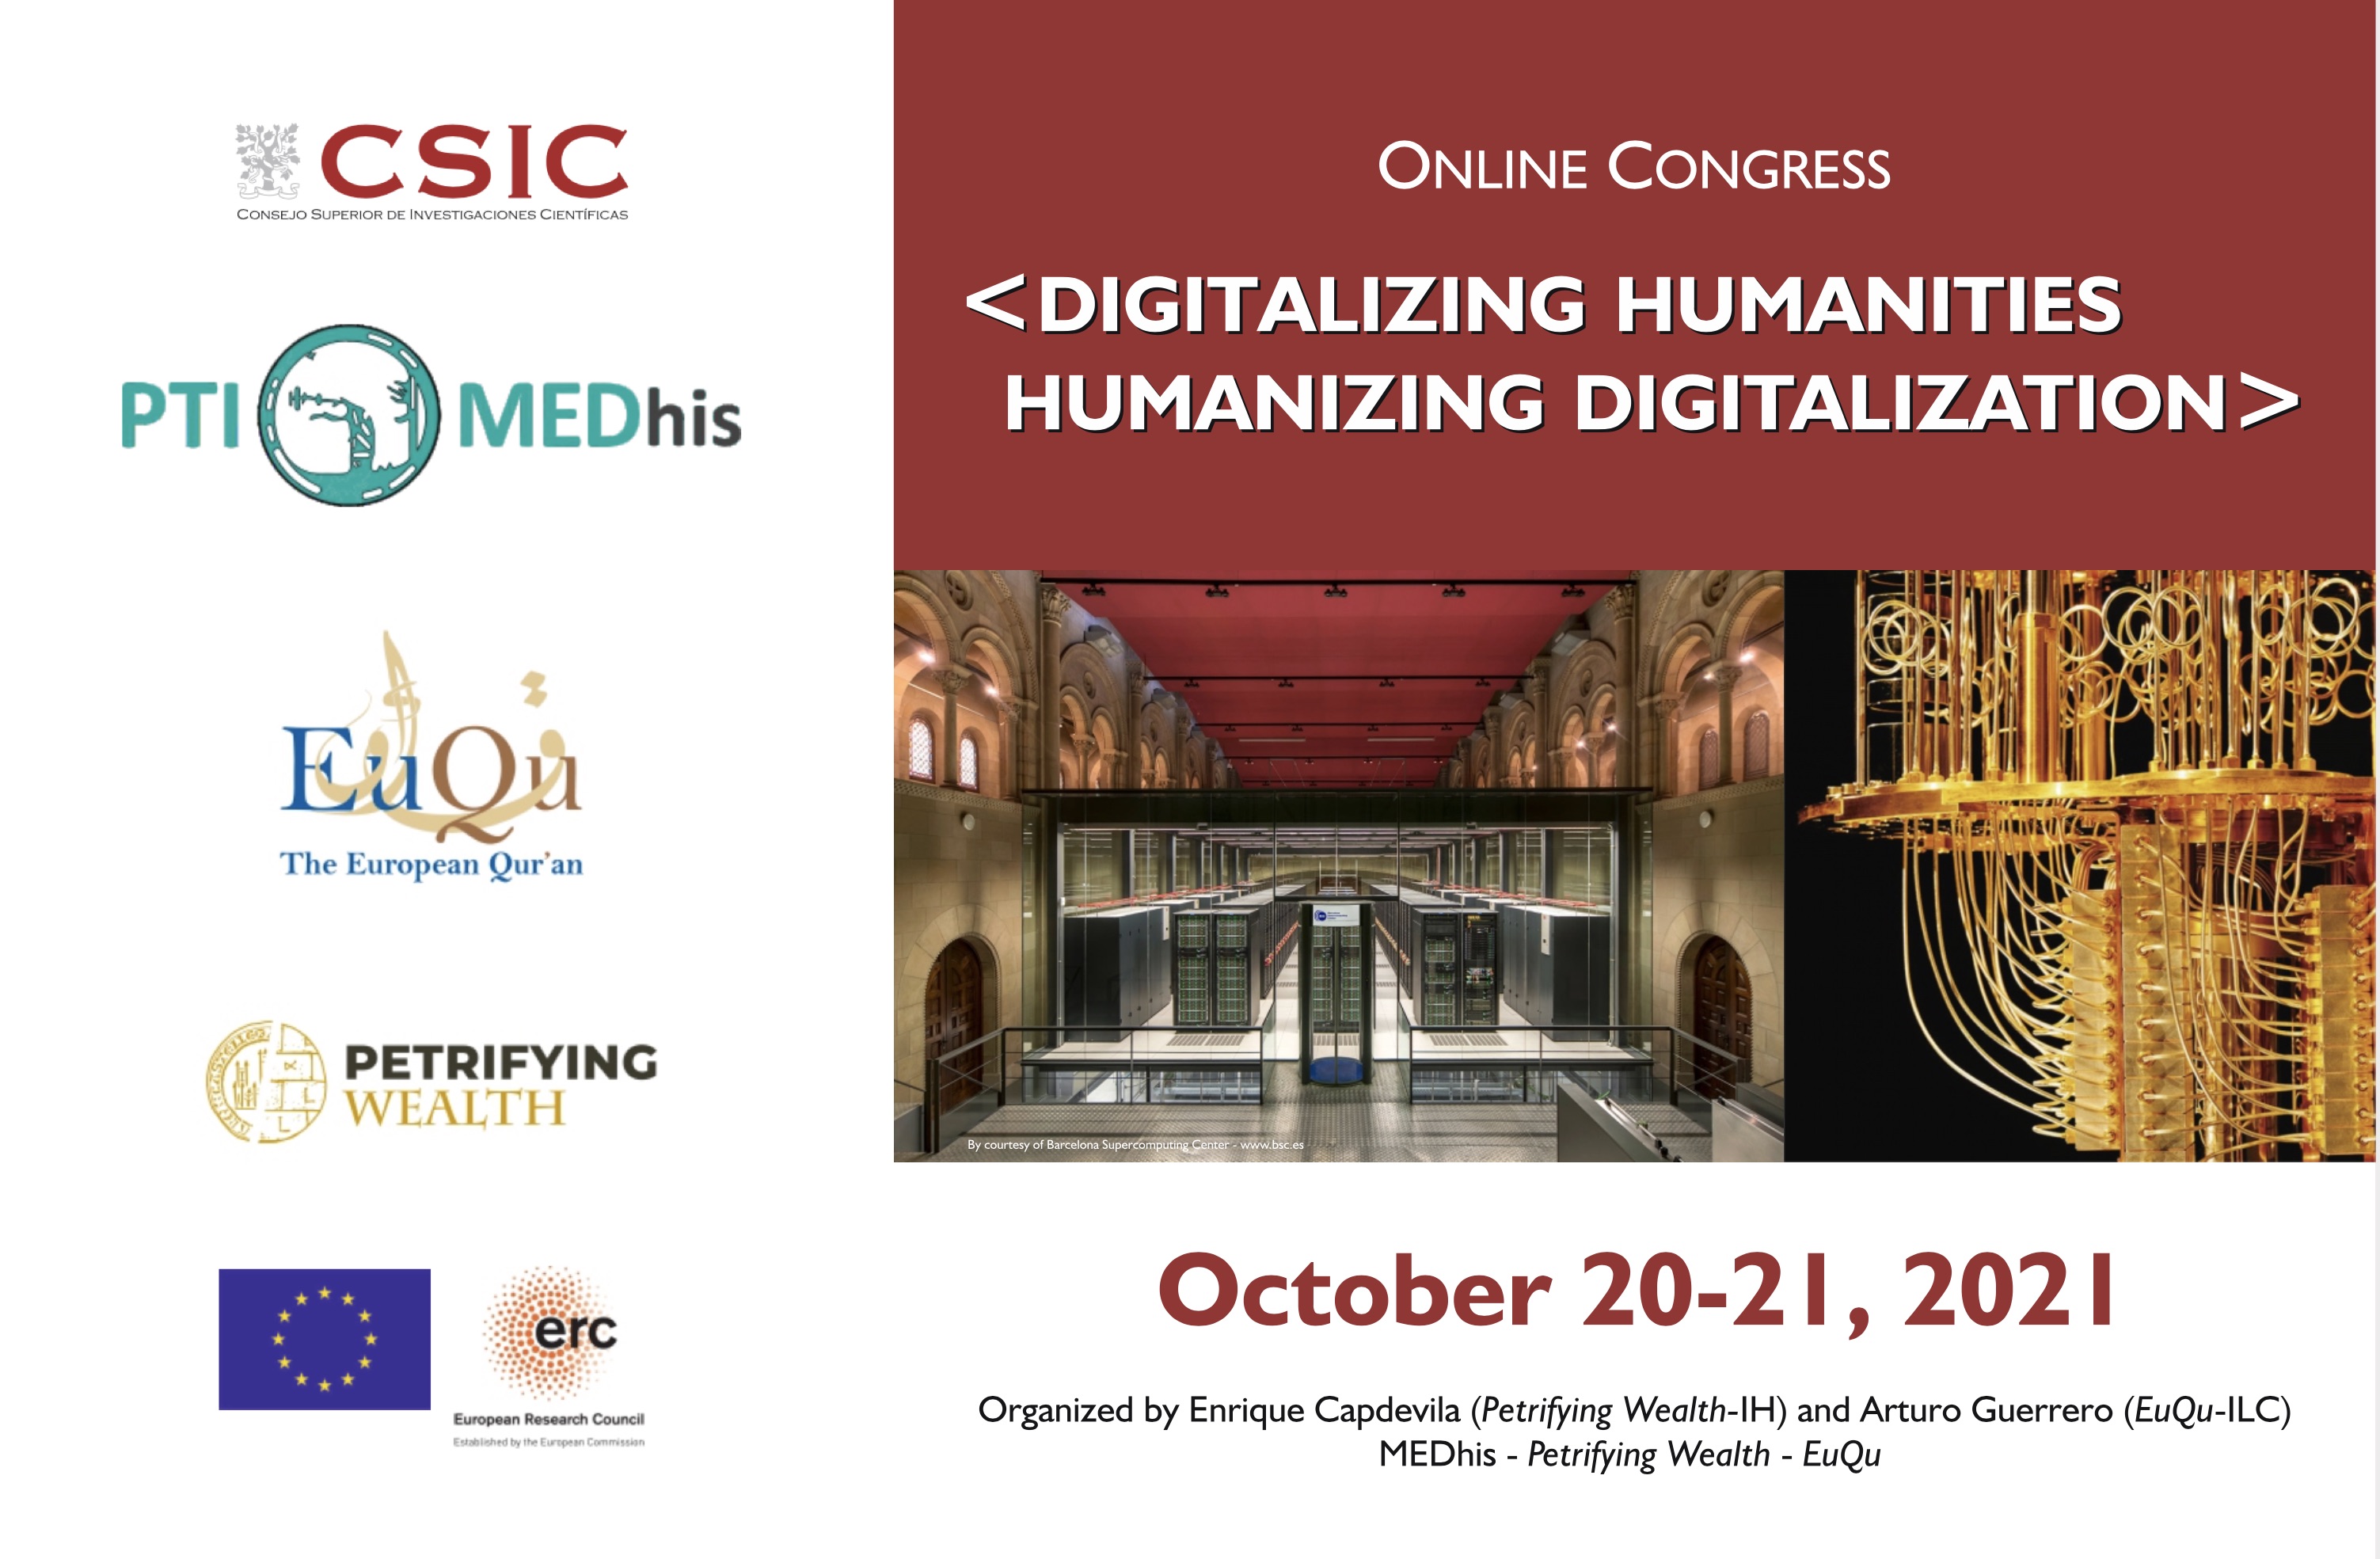 CSIC
CONSEJO SUPERIOR DE INVESTIGACIONES CIENTÍFICAS
PTI MEDhis
EuQu
The European Qur'an
PETRIFYING
WEALTH
erc
European Research Council
Established by the European Commission
ONLINE CONGRESS
<DIGITALIZING HUMANITIES
HUMANIZING DIGITALIZATION>
By courtesy of Barcelona Supercomputing Center - www.bsc.es
October 20-21, 2021
Organized by Enrique Capdevila (Petrifying Wealth-IH) and Arturo Guerrero (EuQu-ILC)
MEDhis - Petrifying Wealth - EuQu